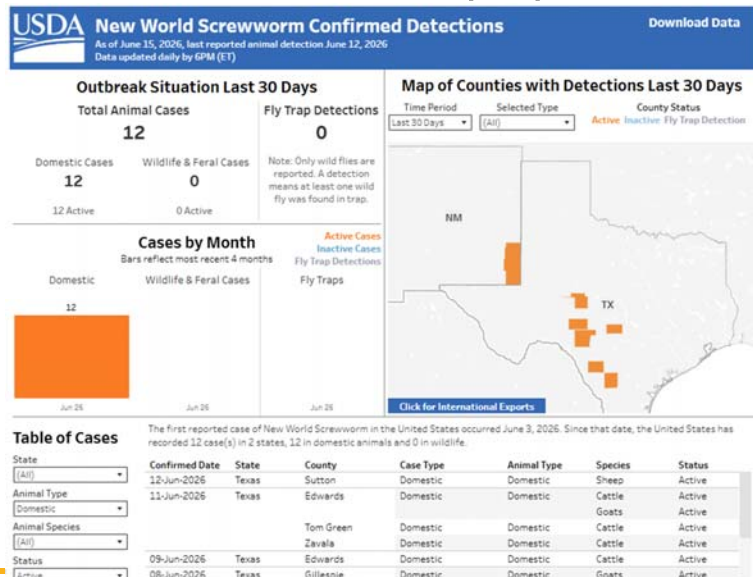 USDA
New World Screwworm Confirmed Detections
Download Data
As of June 15, 2026, last reported animal detection June 12, 2026
Data updated daily by 6PM (ET)
Outbreak Situation Last 30 Days
Total Animal Cases
12
Fly Trap Detections
0
Domestic Cases
12
12 Active
Wildlife & Feral Cases
0
0 Active
Note: Only wild flies are
reported. A detection
means at least one wild
fly was found in trap.
Cases by Month
Bars reflect most recent 4 months
Active Cases
Inactive Cases
Fly Trap Detections
Domestic Wildlife & Feral Cases Fly Traps
12
Jun 26 Jun 26 Jun 26
Map of Counties with Detections Last 30 Days
Time Period Selected Type County Status
Last 30 Days (All) Active Inactive Fly Trap Detection
NM
TX
Click for International Exports
Table of Cases
The first reported case of New World Screwworm in the United States occurred June 3, 2026. Since that date, the United States has
recorded 12 case(s) in 2 states, 12 in domestic animals and 0 in wildlife.
State
(All)
Animal Type
Domestic
Animal Species
(All)
Status
Active
Confirmed Date State County Case Type Animal Type Species Status
12-Jun-2026 Texas Sutton Domestic Domestic Sheep Active
11-Jun-2026 Texas Edwards Domestic Domestic Cattle Active
Goats Active
Tom Green Domestic Domestic Cattle Active
Zavala Domestic Domestic Cattle Active
09-Jun-2026 Texas Edwards Domestic Domestic Cattle Active
08-Jun-2026 Texas Gillespie Domestic Domestic Goats Active